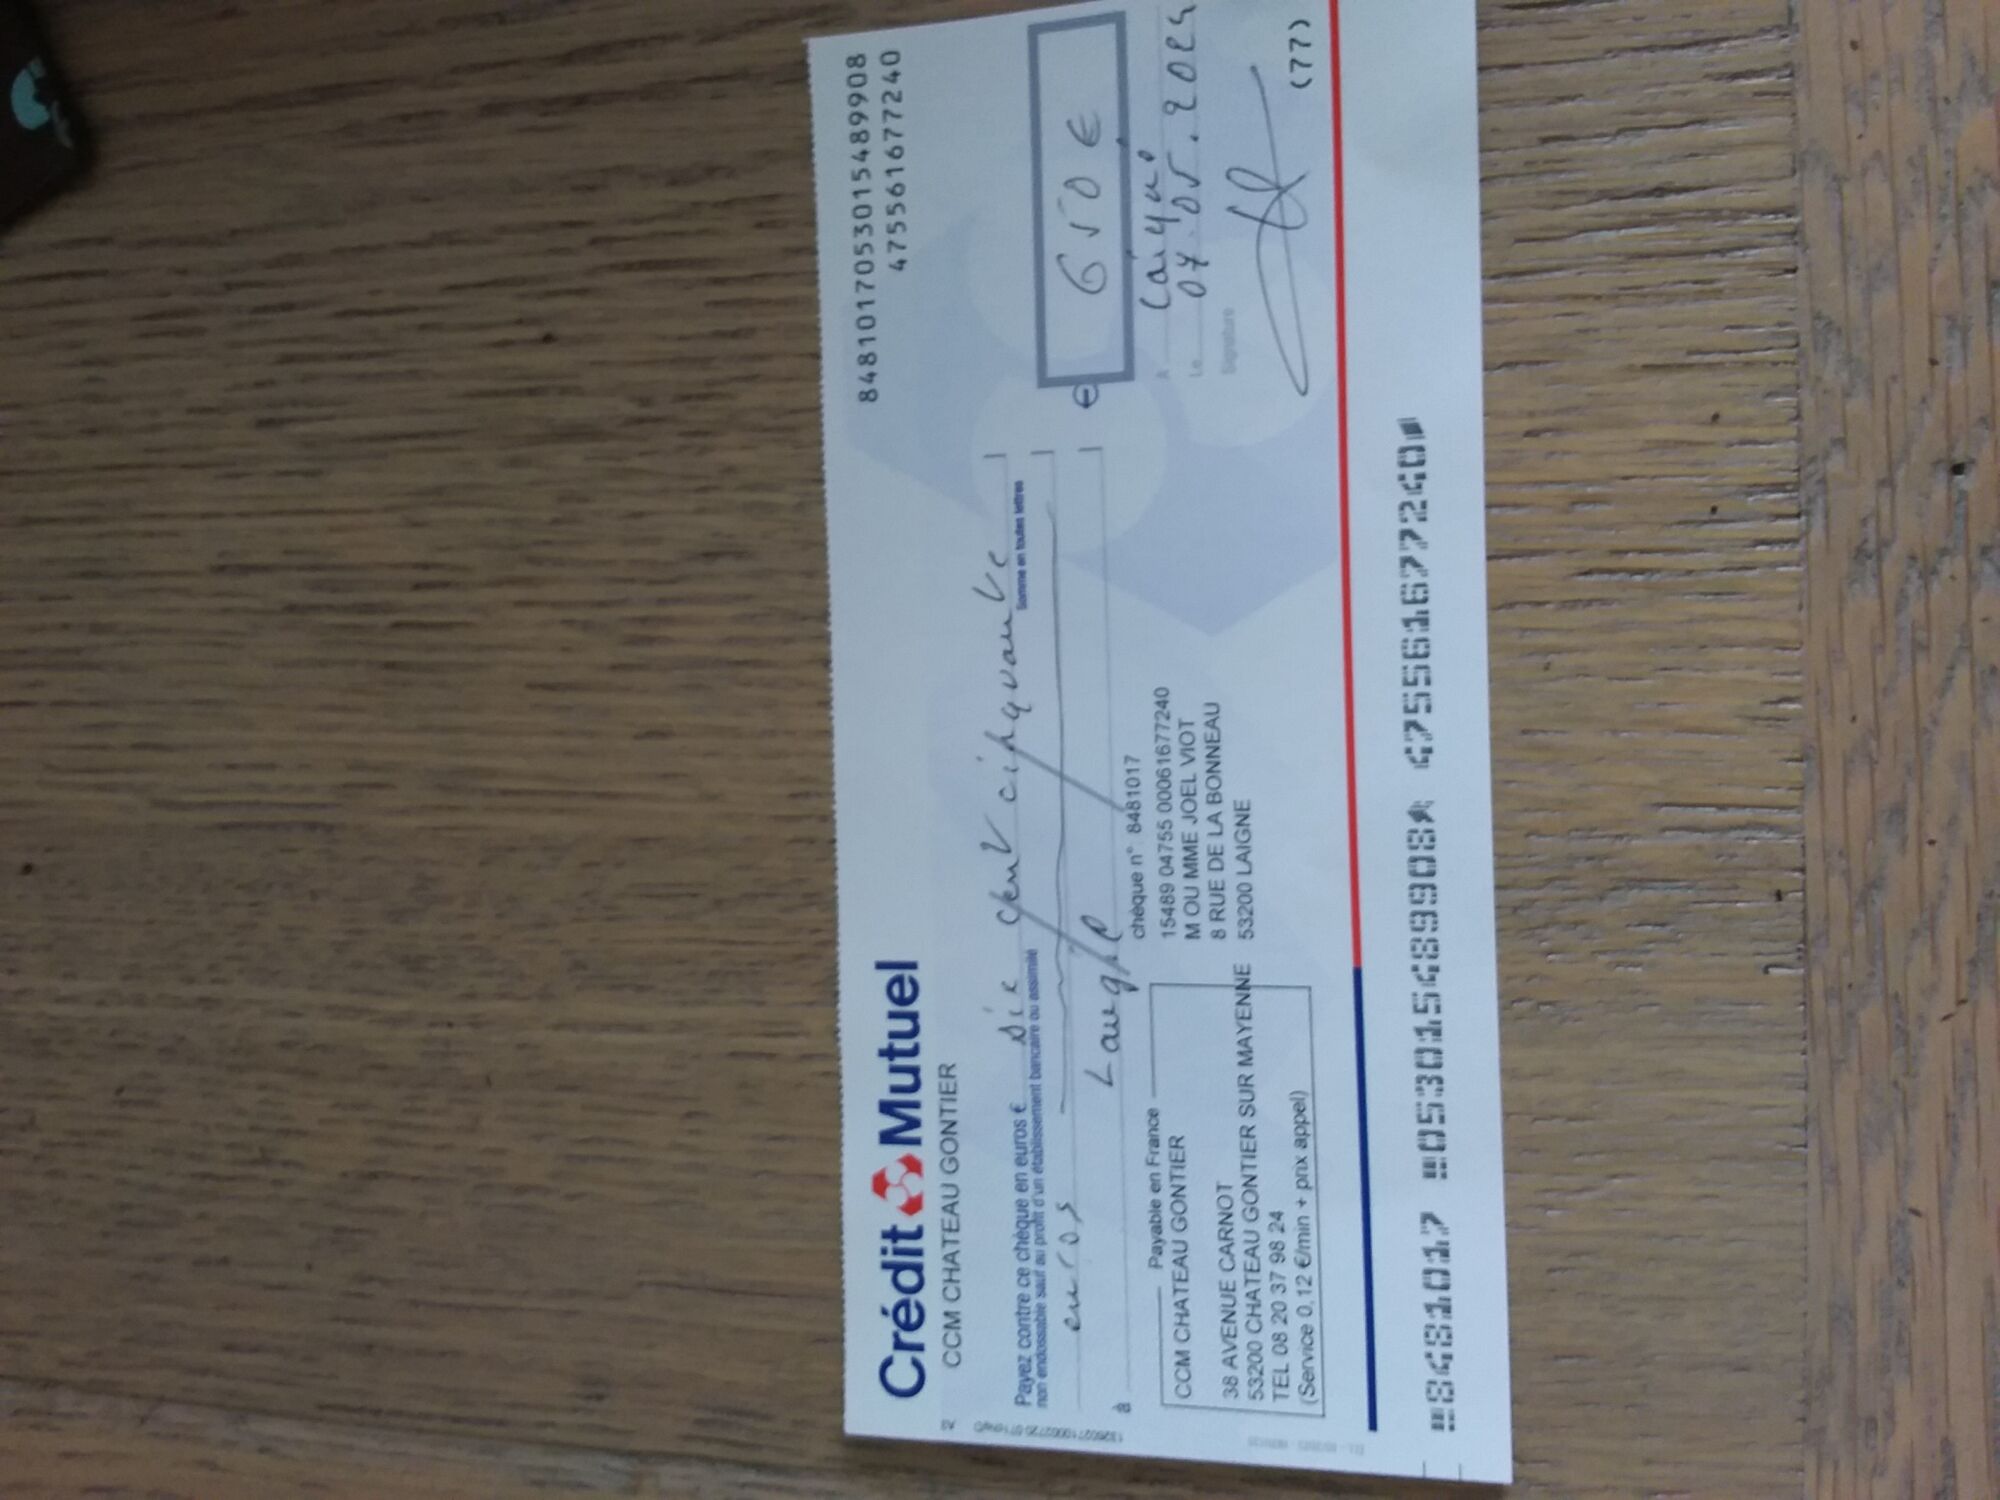 8481017053015489908
475561677240
Crédit Mutuel
CCM CHATEAU GONTIER
Payez contre ce chèque en euros € six cent cinquante
non endossable sauf au profit d'un établissement bancaire ou assimilé
Somme en toutes lettres
euros
à
€ 650 €
Payable en France
CCM CHATEAU GONTIER
38 AVENUE CARNOT
53200 CHATEAU GONTIER SUR MAYENNE
TEL 08 20 37 98 24
(Service 0,12 €/min + prix appel)
chèque n°. 8481017
15489 04755 00061677240
M OU MME JOEL VIOT
8 RUE DE LA BONNEAU
53200 LAIGNE
A Laigné
Le 07.05.2024
Signature
(77)
8481017 053015489908 475561677240